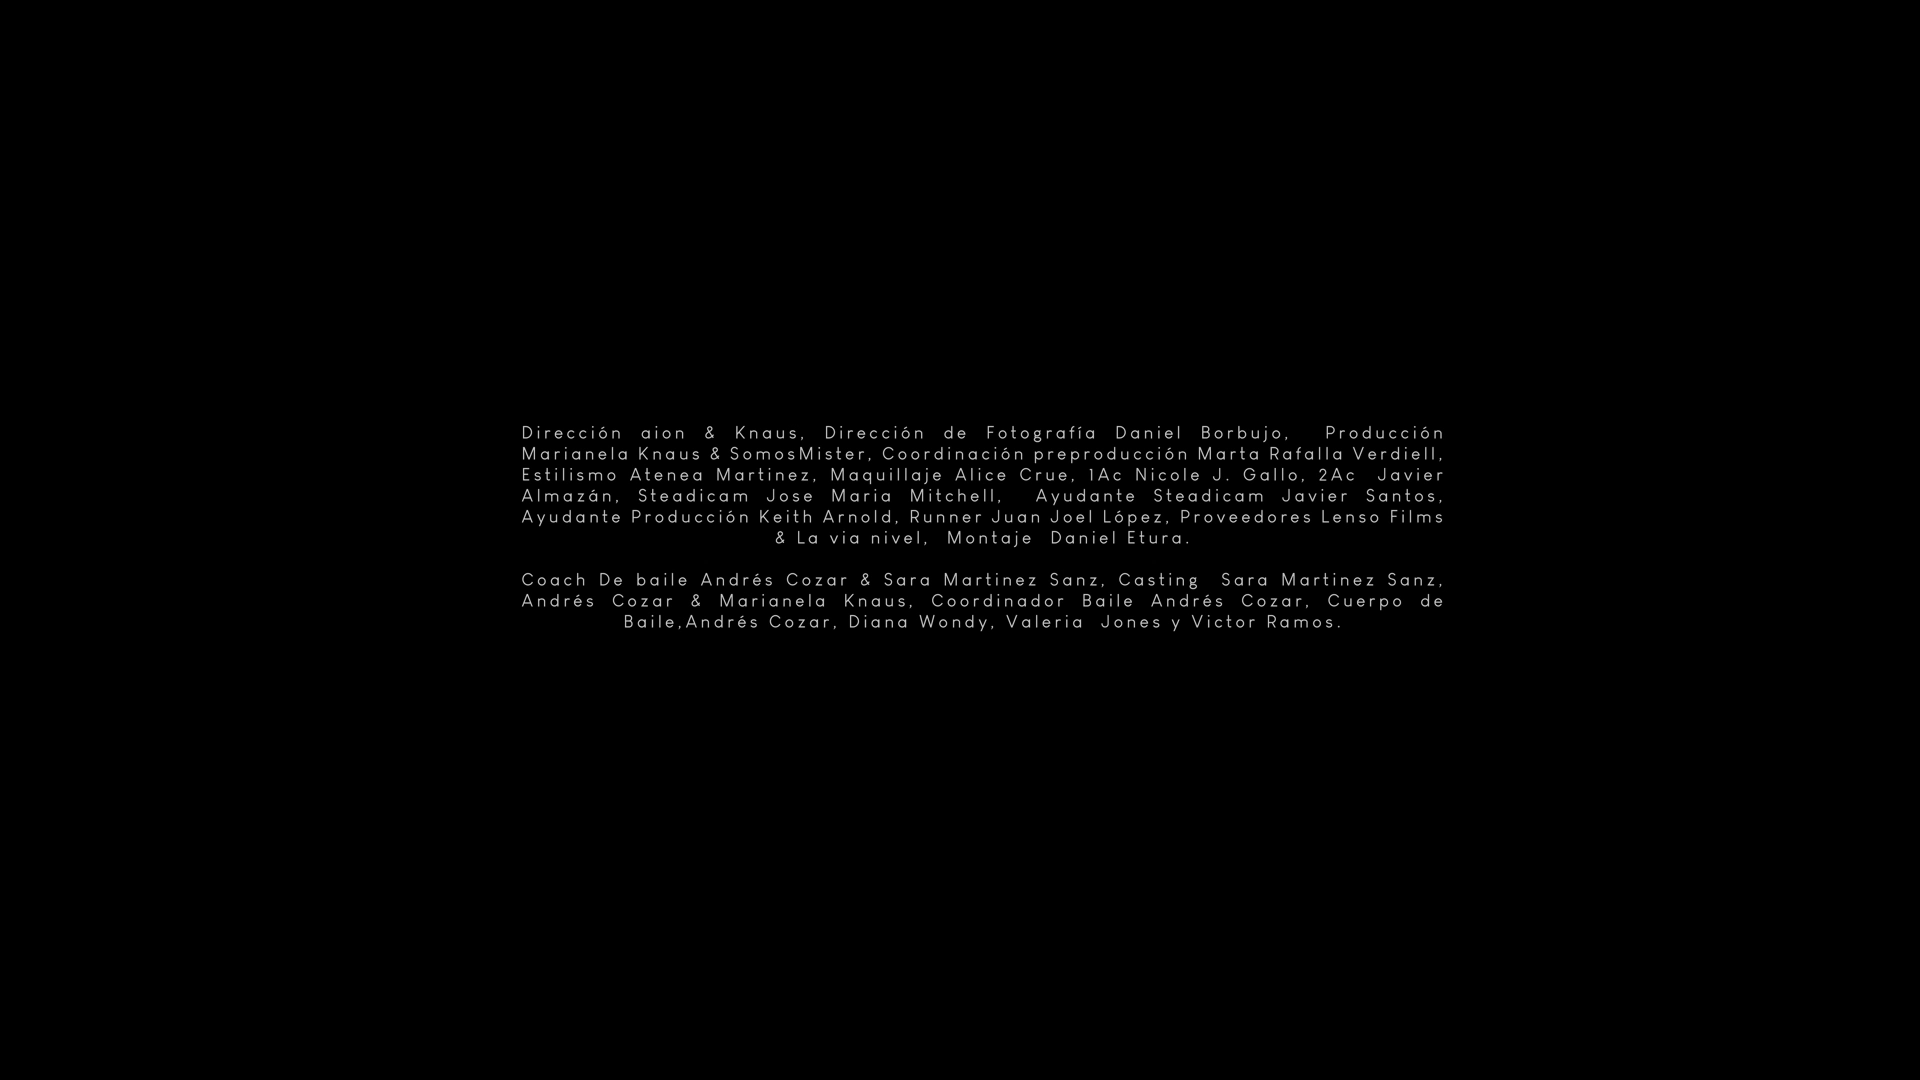 Dirección aion & Knaus, Dirección de Fotografía Daniel Borbujo, Producción
Marianela Knaus & SomosMister, Coordinación preproducción Marta Rafalla Verdiell,
Estilismo Atenea Martinez, Maquillaje Alice Crue, 1Ac Nicole J. Gallo, 2Ac Javier
Almazán, Steadicam Jose Maria Mitchell, Ayudante Steadicam Javier Santos,
Ayudante Producción Keith Arnold, Runner Juan Joel López, Proveedores Lenso Films
& La via nivel, Montaje Daniel Etura.
Coach De baile Andrés Cozar & Sara Martinez Sanz, Casting Sara Martinez Sanz,
Andrés Cozar & Marianela Knaus, Coordinador Baile Andrés Cozar, Cuerpo de
Baile,Andrés Cozar, Diana Wondy, Valeria Jones y Victor Ramos.